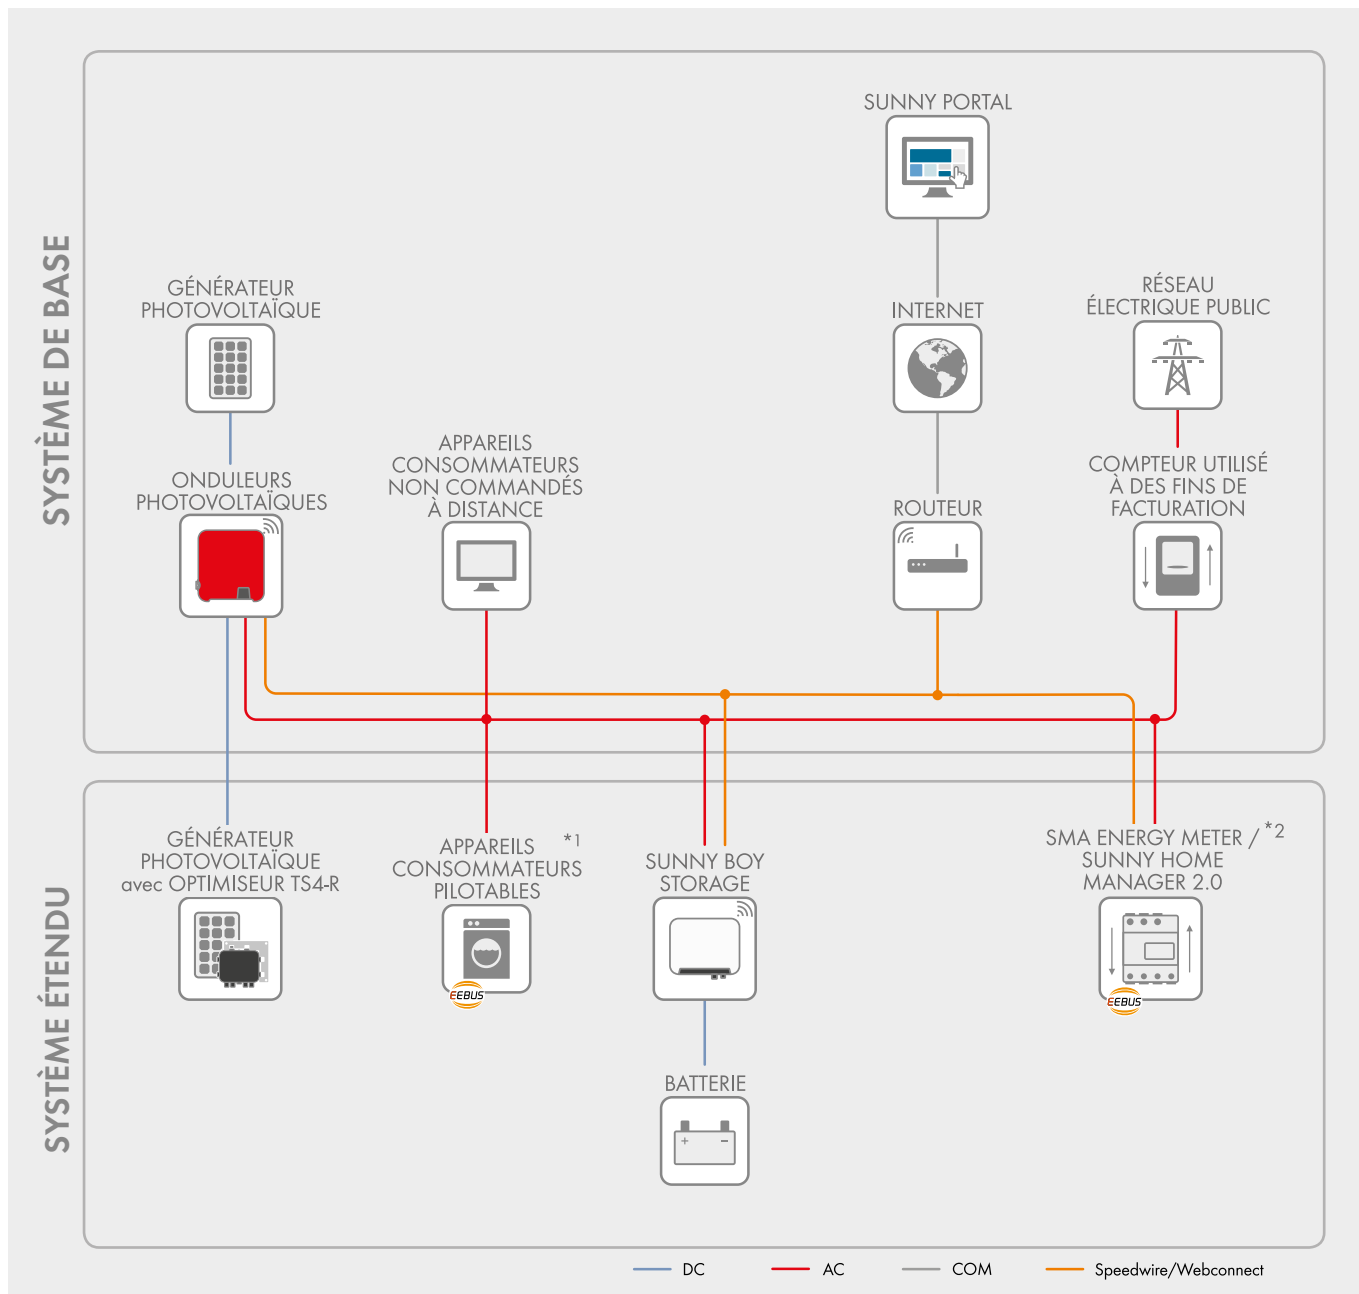 SYSTÈME DE BASE
SUNNY PORTAL
GÉNÉRATEUR
PHOTOVOLTAÏQUE
INTERNET
RÉSEAU
ÉLECTRIQUE PUBLIC
ONDULEURS
PHOTOVOLTAÏQUES
APPAREILS
CONSOMMATEURS
NON COMMANDÉS
À DISTANCE
ROUTEUR
COMPTEUR UTILISÉ
À DES FINS DE
FACTURATION
SYSTÈME ÉTENDU
GÉNÉRATEUR
PHOTOVOLTAÏQUE
avec OPTIMISEUR TS4-R
APPAREILS *1
CONSOMMATEURS
PILOTABLES
EEBUS
SUNNY BOY
STORAGE
SMA ENERGY METER / *2
SUNNY HOME
MANAGER 2.0
EEBUS
BATTERIE
+ −
DC
AC
COM
Speedwire/Webconnect